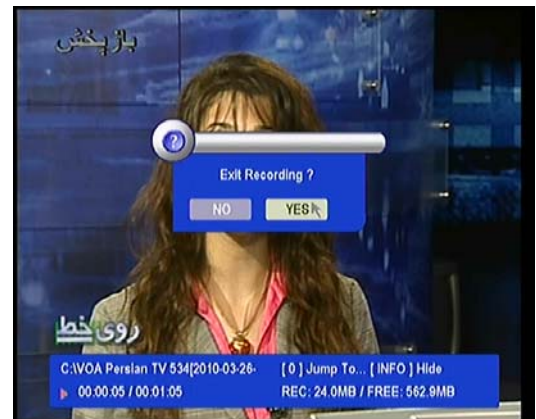 بازپخش
?
Exit Recording ?
NO YES
روی خط
C:\VOA Persian TV 534[2010-03-26- [ 0 ] Jump To... [ INFO ] Hide
00:00:05 / 00:01:05 REC: 24.0MB / FREE: 562.9MB